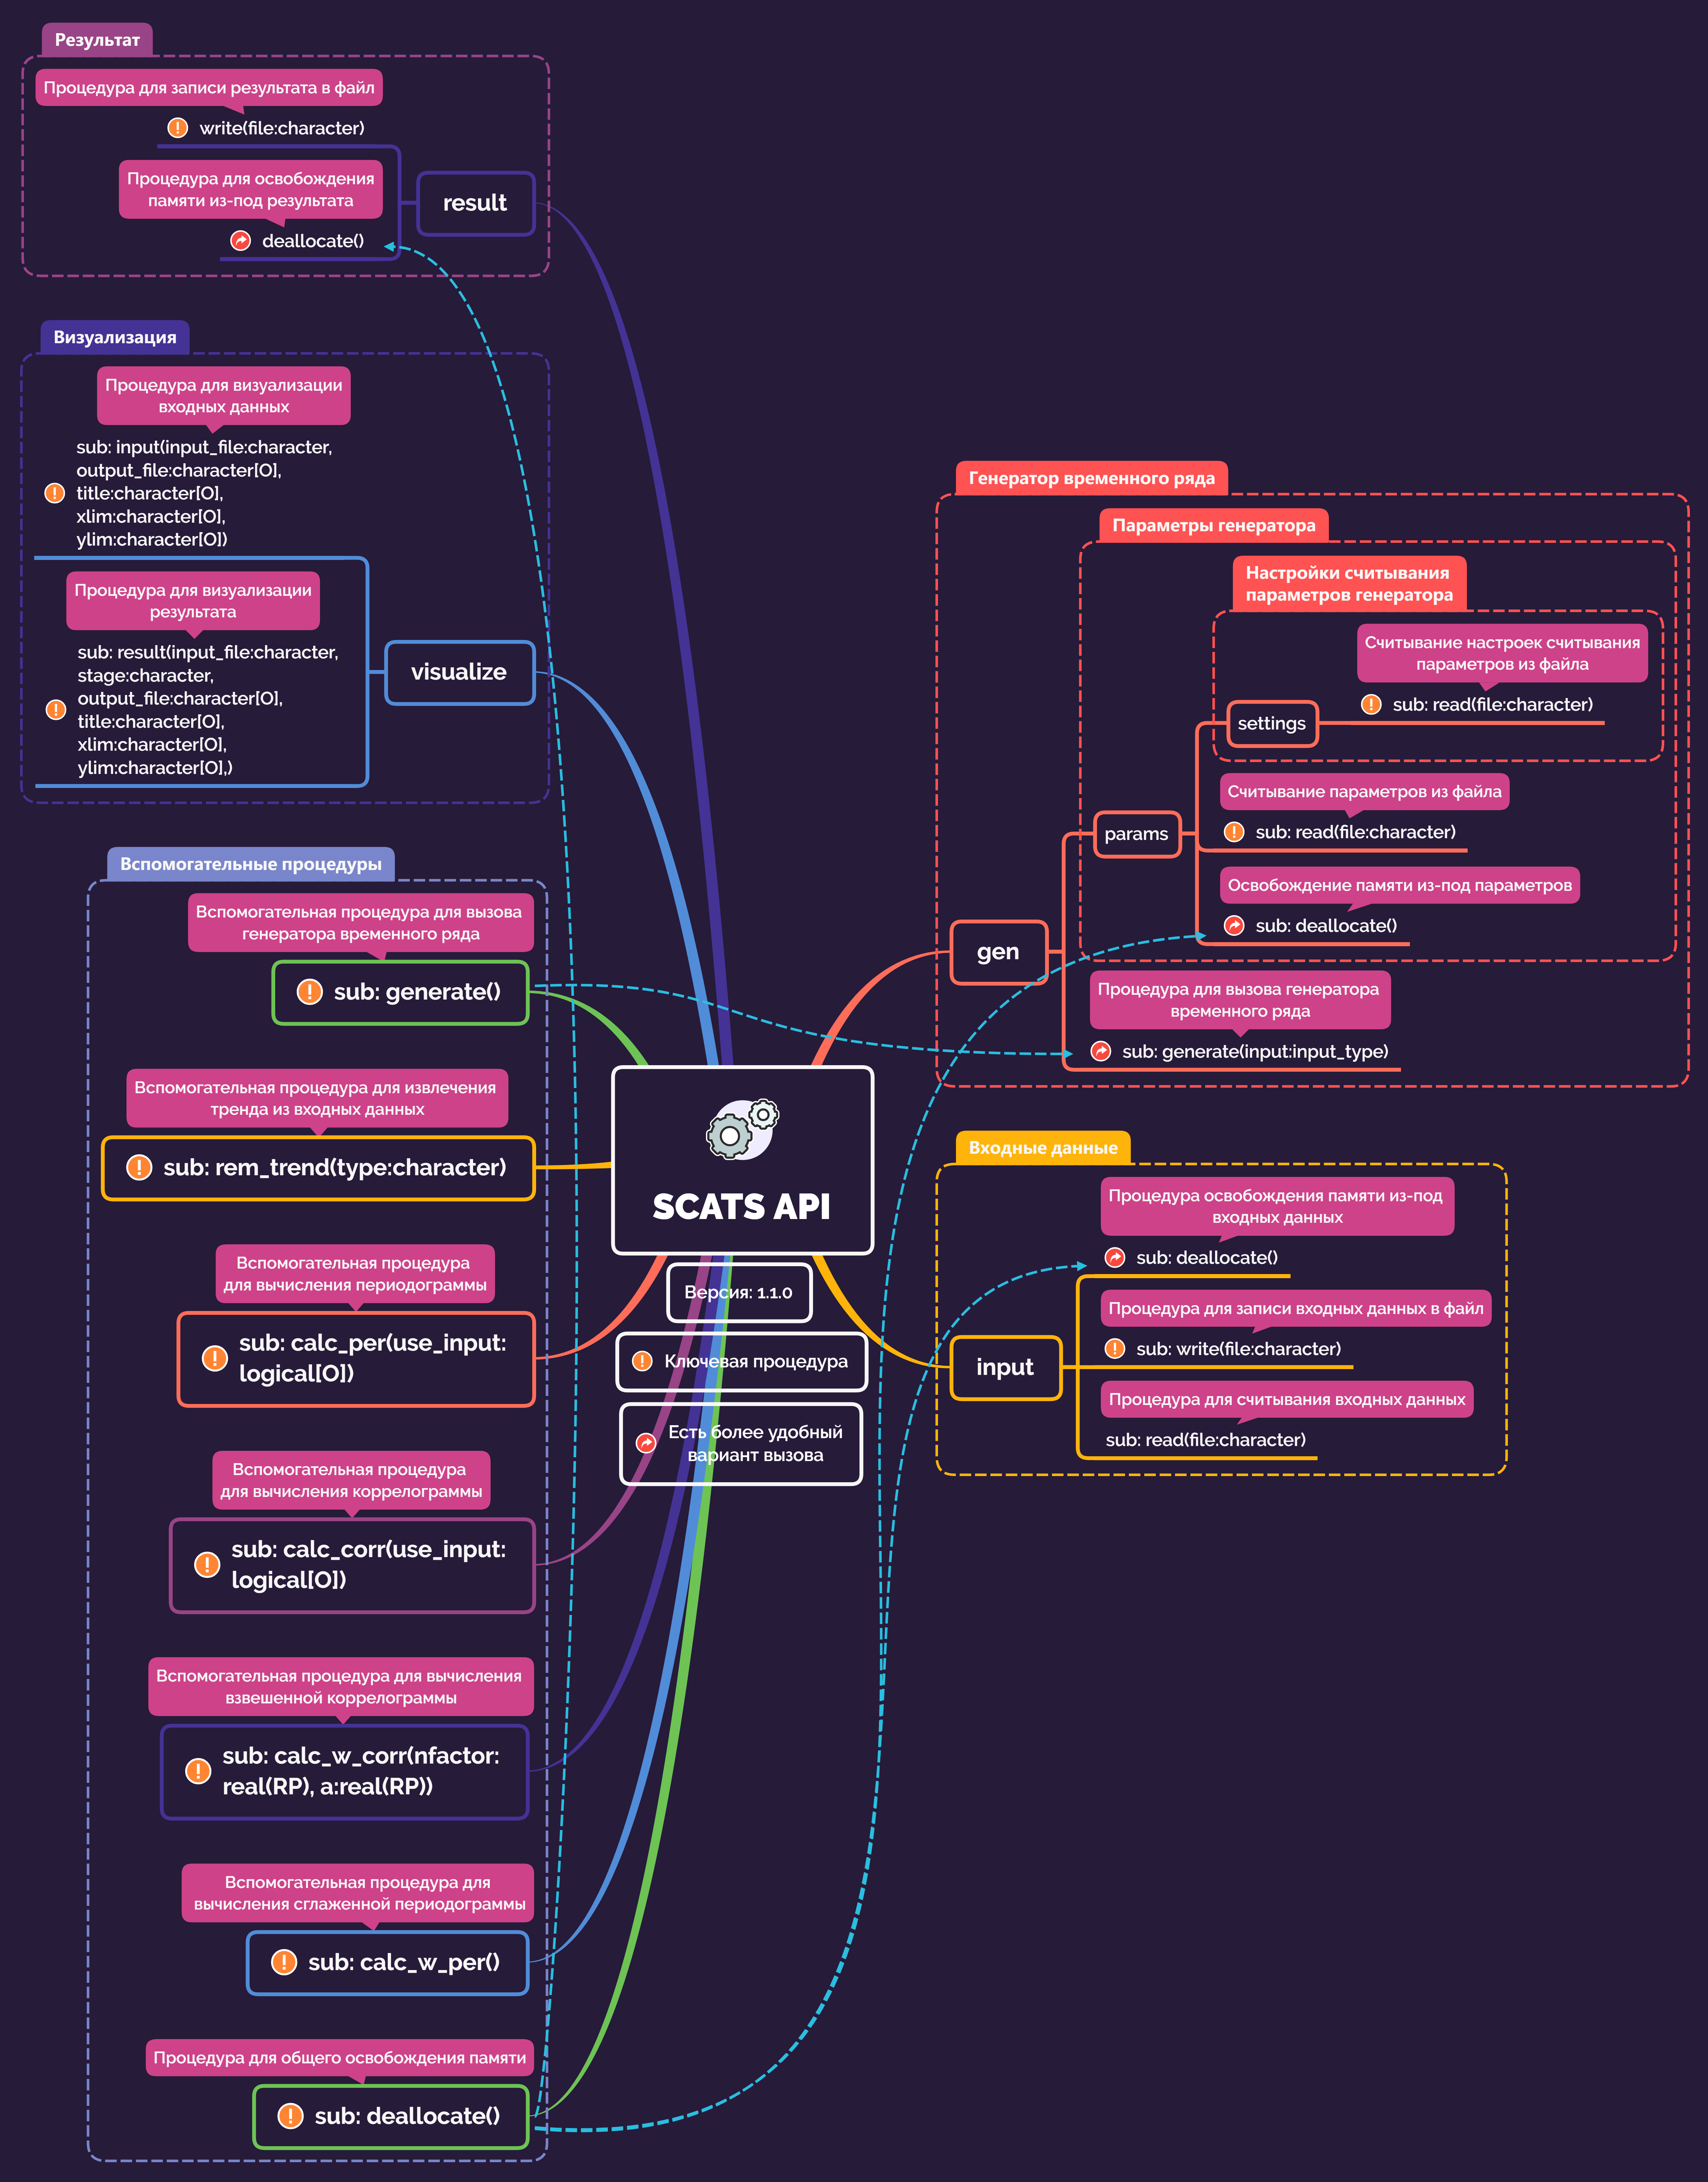 Результат
Процедура для записи результата в файл
write(file:character)
Процедура для освобождения
памяти из-под результата
deallocate()
result
Визуализация
Процедура для визуализации
входных данных
sub: input(input_file:character,
output_file:character[O],
title:character[O],
xlim:character[O],
ylim:character[O])
Процедура для визуализации
результата
sub: result(input_file:character,
stage:character,
output_file:character[O],
title:character[O],
xlim:character[O],
ylim:character[O],)
visualize
Вспомогательные процедуры
Вспомогательная процедура для вызова
генератора временного ряда
sub: generate()
Вспомогательная процедура для извлечения
тренда из входных данных
sub: rem_trend(type:character)
Вспомогательная процедура
для вычисления периодограммы
sub: calc_per(use_input:
logical[O])
Вспомогательная процедура
для вычисления коррелограммы
sub: calc_corr(use_input:
logical[O])
Вспомогательная процедура для вычисления
взвешенной коррелограммы
sub: calc_w_corr(nfactor:
real(RP), a:real(RP))
Вспомогательная процедура для
вычисления сглаженной периодограммы
sub: calc_w_per()
Процедура для общего освобождения памяти
sub: deallocate()
SCATS API
Версия: 1.1.0
Ключевая процедура
Есть более удобный
вариант вызова
Генератор временного ряда
Параметры генератора
Настройки считывания
параметров генератора
Считывание настроек считывания
параметров из файла
sub: read(file:character)
settings
Считывание параметров из файла
sub: read(file:character)
params
Освобождение памяти из-под параметров
sub: deallocate()
gen
Процедура для вызова генератора
временного ряда
sub: generate(input:input_type)
Входные данные
Процедура освобождения памяти из-под
входных данных
sub: deallocate()
Процедура для записи входных данных в файл
sub: write(file:character)
input
Процедура для считывания входных данных
sub: read(file:character)